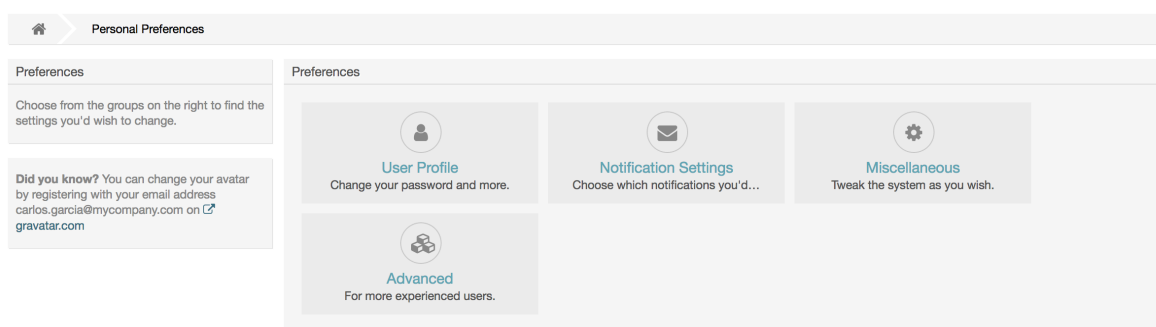 Personal Preferences
Preferences
Choose from the groups on the right to find the
settings you'd wish to change.
Did you know? You can change your avatar
by registering with your email address
carlos.garcia@mycompany.com on
gravatar.com
Preferences
User Profile
Change your password and more.
Notification Settings
Choose which notifications you'd...
Miscellaneous
Tweak the system as you wish.
Advanced
For more experienced users.